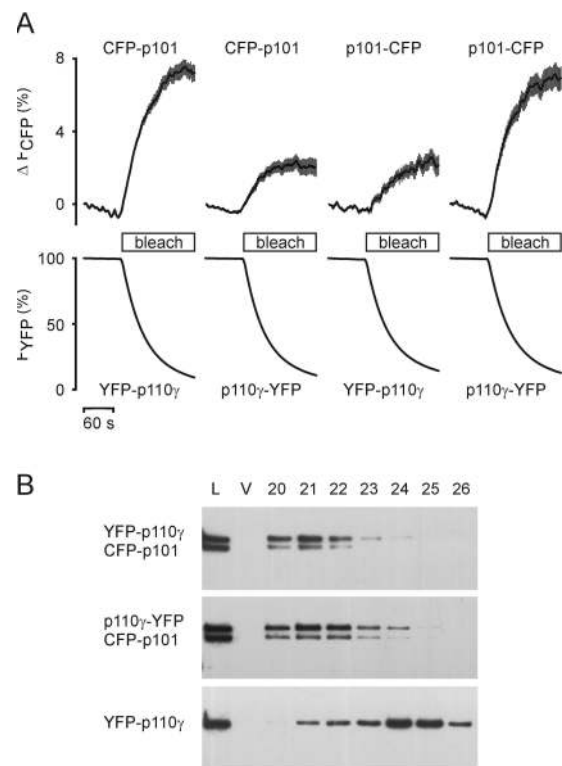 A
CFP-p101 CFP-p101 p101-CFP p101-CFP
8
4
0
Δ FCFP (%)
bleach bleach bleach bleach
100
50
0
FYFP (%)
YFP-p110γ p110γ-YFP YFP-p110γ p110γ-YFP
60 s
B
L V 20 21 22 23 24 25 26
YFP-p110γ
CFP-p101
p110γ-YFP
CFP-p101
YFP-p110γ